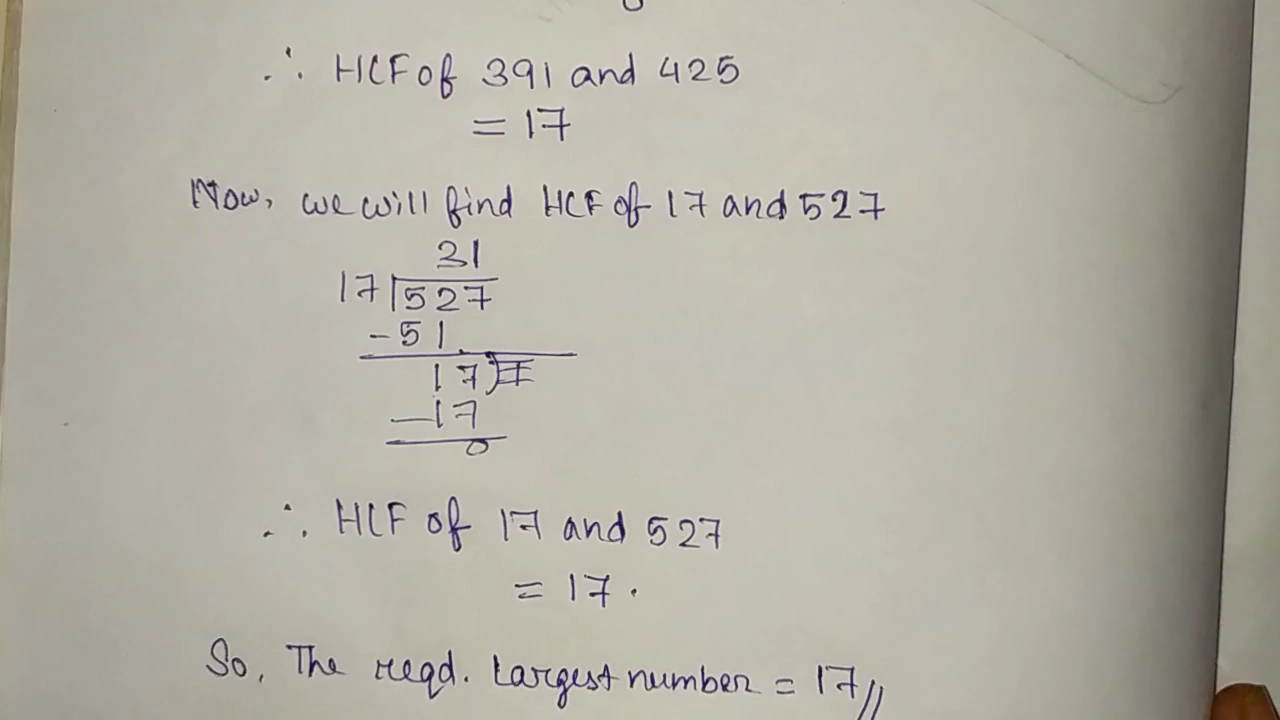 ∴ HCF of 391 and 425
= 17
Now, we will find HCF of 17 and 527
31
17 527
- 51
17
- 17
0
∴ HCF of 17 and 527
= 17.
So, The reqd. Largest number = 17//